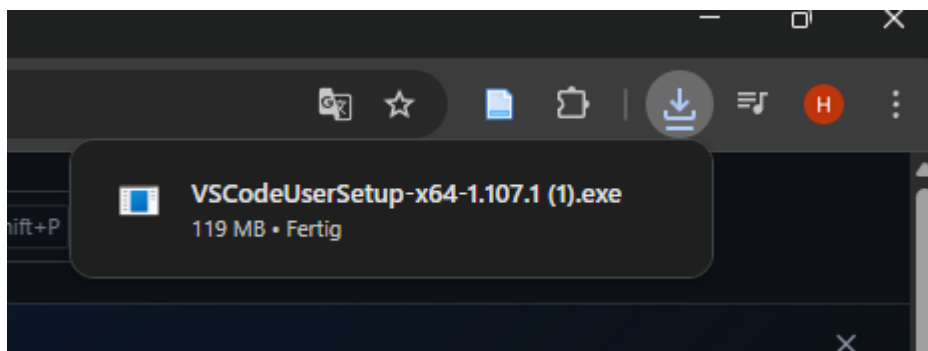 H
VSCodeUserSetup-x64-1.107.1 (1).exe
119 MB • Fertig
ift+P